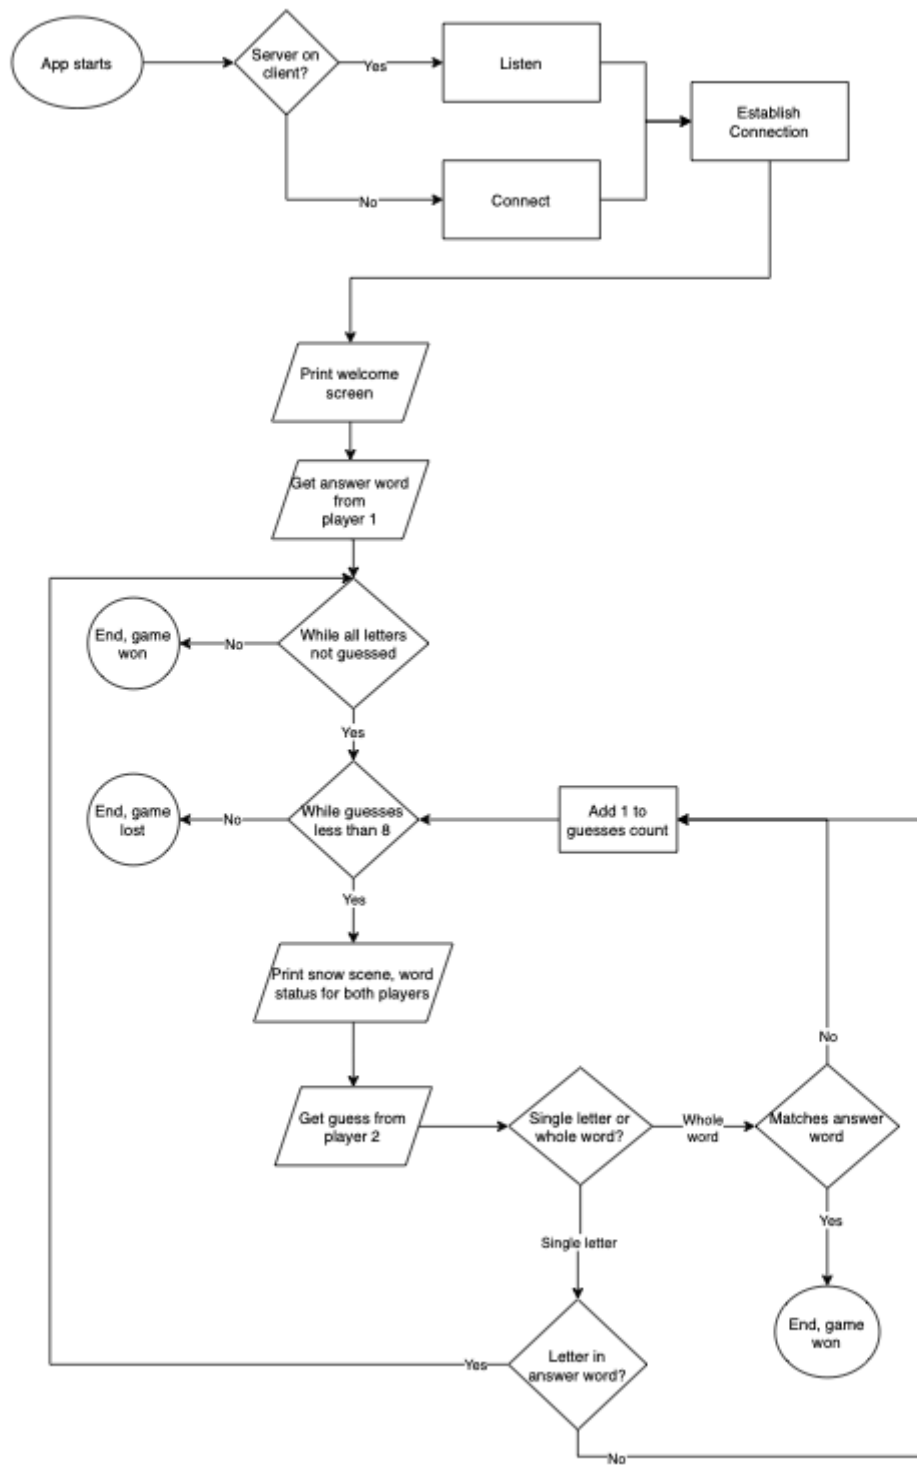 App starts
Server on
client?
Yes
Listen
Establish
Connection
No
Connect
Print welcome
screen
Get answer word
from
player 1
End, game
won
No
While all letters
not guessed
Yes
End, game
lost
No
While guesses
less than 8
Add 1 to
guesses count
Yes
Print snow scene, word
status for both players
No
Get guess from
player 2
Single letter or
whole word?
Whole
word
Matches answer
word
Yes
Single letter
End, game
won
Yes
Letter in
answer word?
No